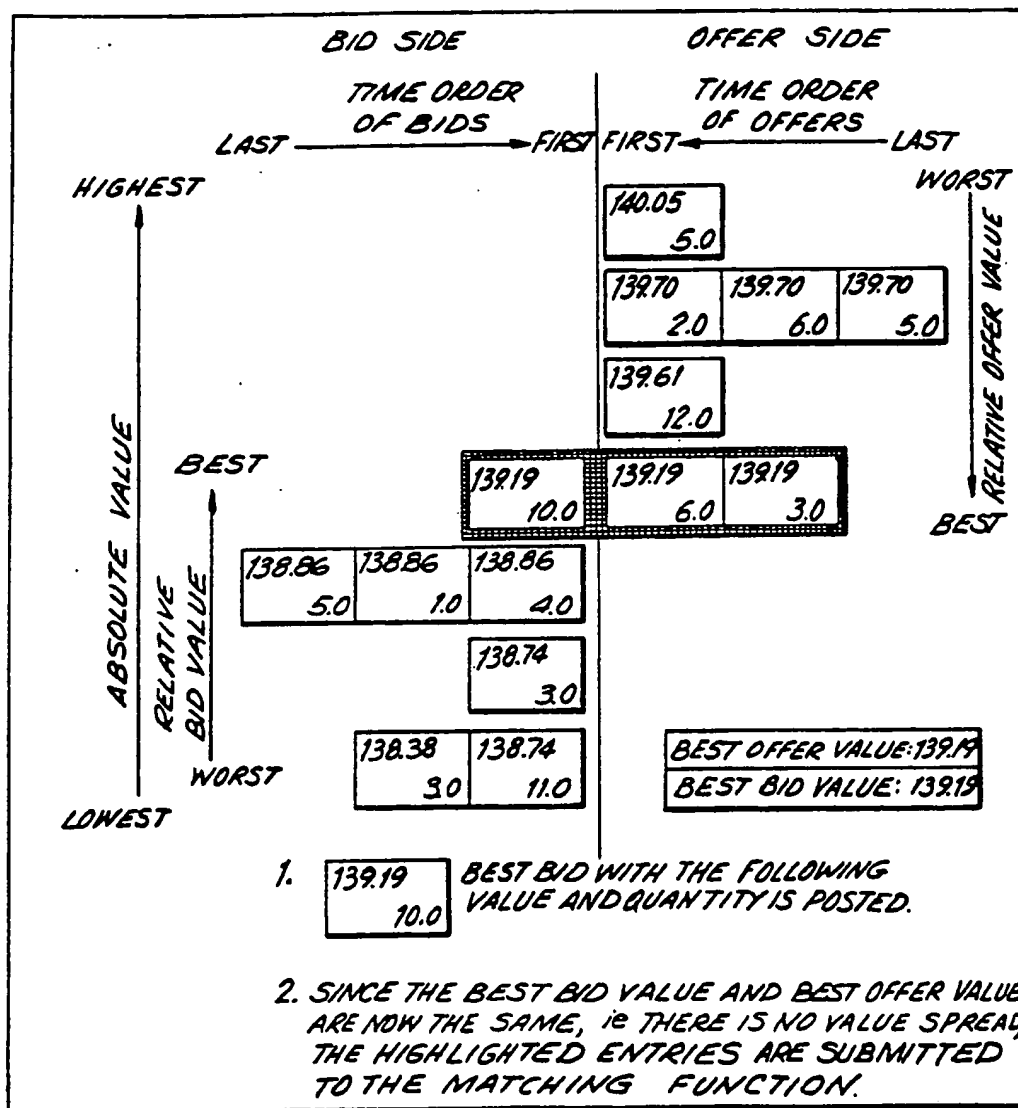 BID SIDE
OFFER SIDE
TIME ORDER
OF BIDS
TIME ORDER
OF OFFERS
LAST
FIRST
FIRST
LAST
HIGHEST
WORST
140.05
5.0
139.70 139.70 139.70
2.0 6.0 5.0
139.61
12.0
RELATIVE OFFER VALUE
BEST
139.19 139.19 139.19
10.0 6.0 3.0
BEST
138.86 138.86 138.86
5.0 1.0 4.0
ABSOLUTE VALUE
RELATIVE
BID VALUE
138.74
3.0
138.38 138.74
9.0 11.0
WORST
LOWEST
BEST OFFER VALUE: 139.19
BEST BID VALUE: 139.19
1. 139.19
10.0
BEST BID WITH THE FOLLOWING
VALUE AND QUANTITY IS POSTED.
2. SINCE THE BEST BID VALUE AND BEST OFFER VALUE
ARE NOW THE SAME, ie THERE IS NO VALUE SPREAD,
THE HIGHLIGHTED ENTRIES ARE SUBMITTED
TO THE MATCHING FUNCTION.